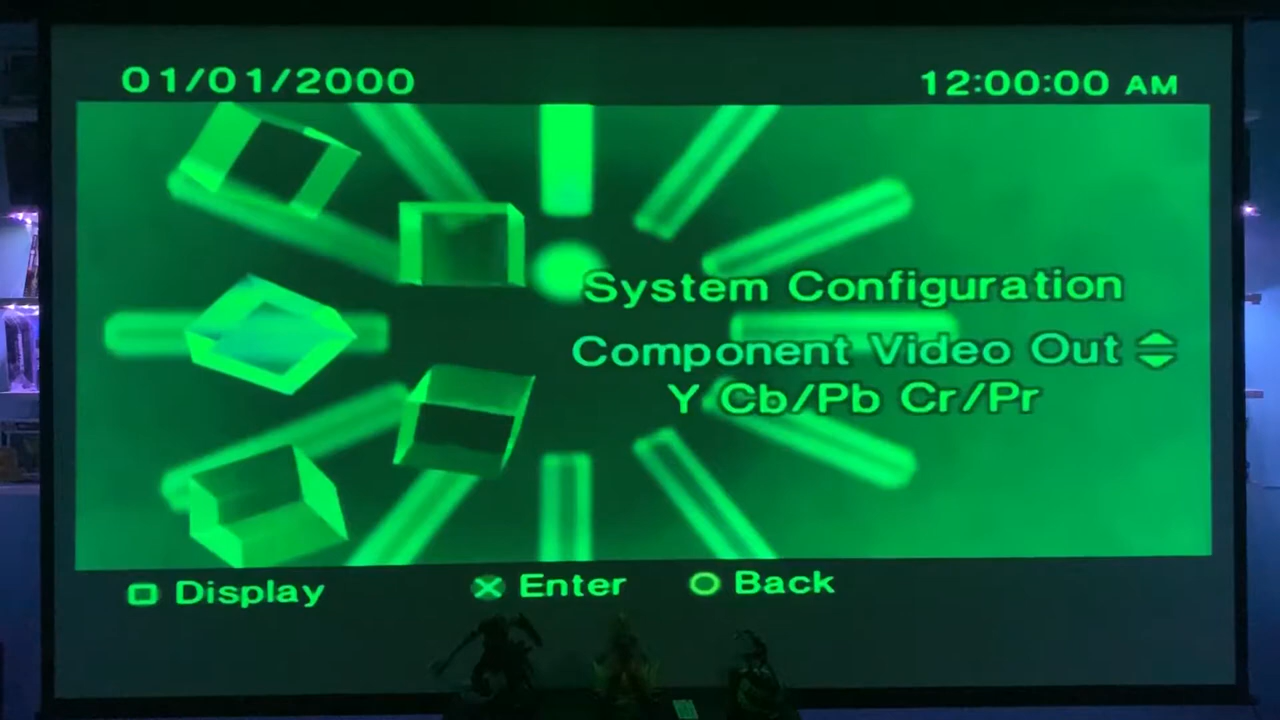 01/01/2000
12:00:00 AM
System Configuration
Component Video Out
Y Cb/Pb Cr/Pr
Display
Enter
Back